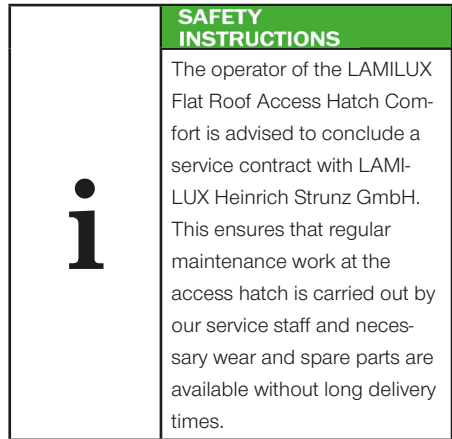 SAFETY
INSTRUCTIONS
i
The operator of the LAMILUX
Flat Roof Access Hatch Com-
fort is advised to conclude a
service contract with LAMI-
LUX Heinrich Strunz GmbH.
This ensures that regular
maintenance work at the
access hatch is carried out by
our service staff and neces-
sary wear and spare parts are
available without long delivery
times.